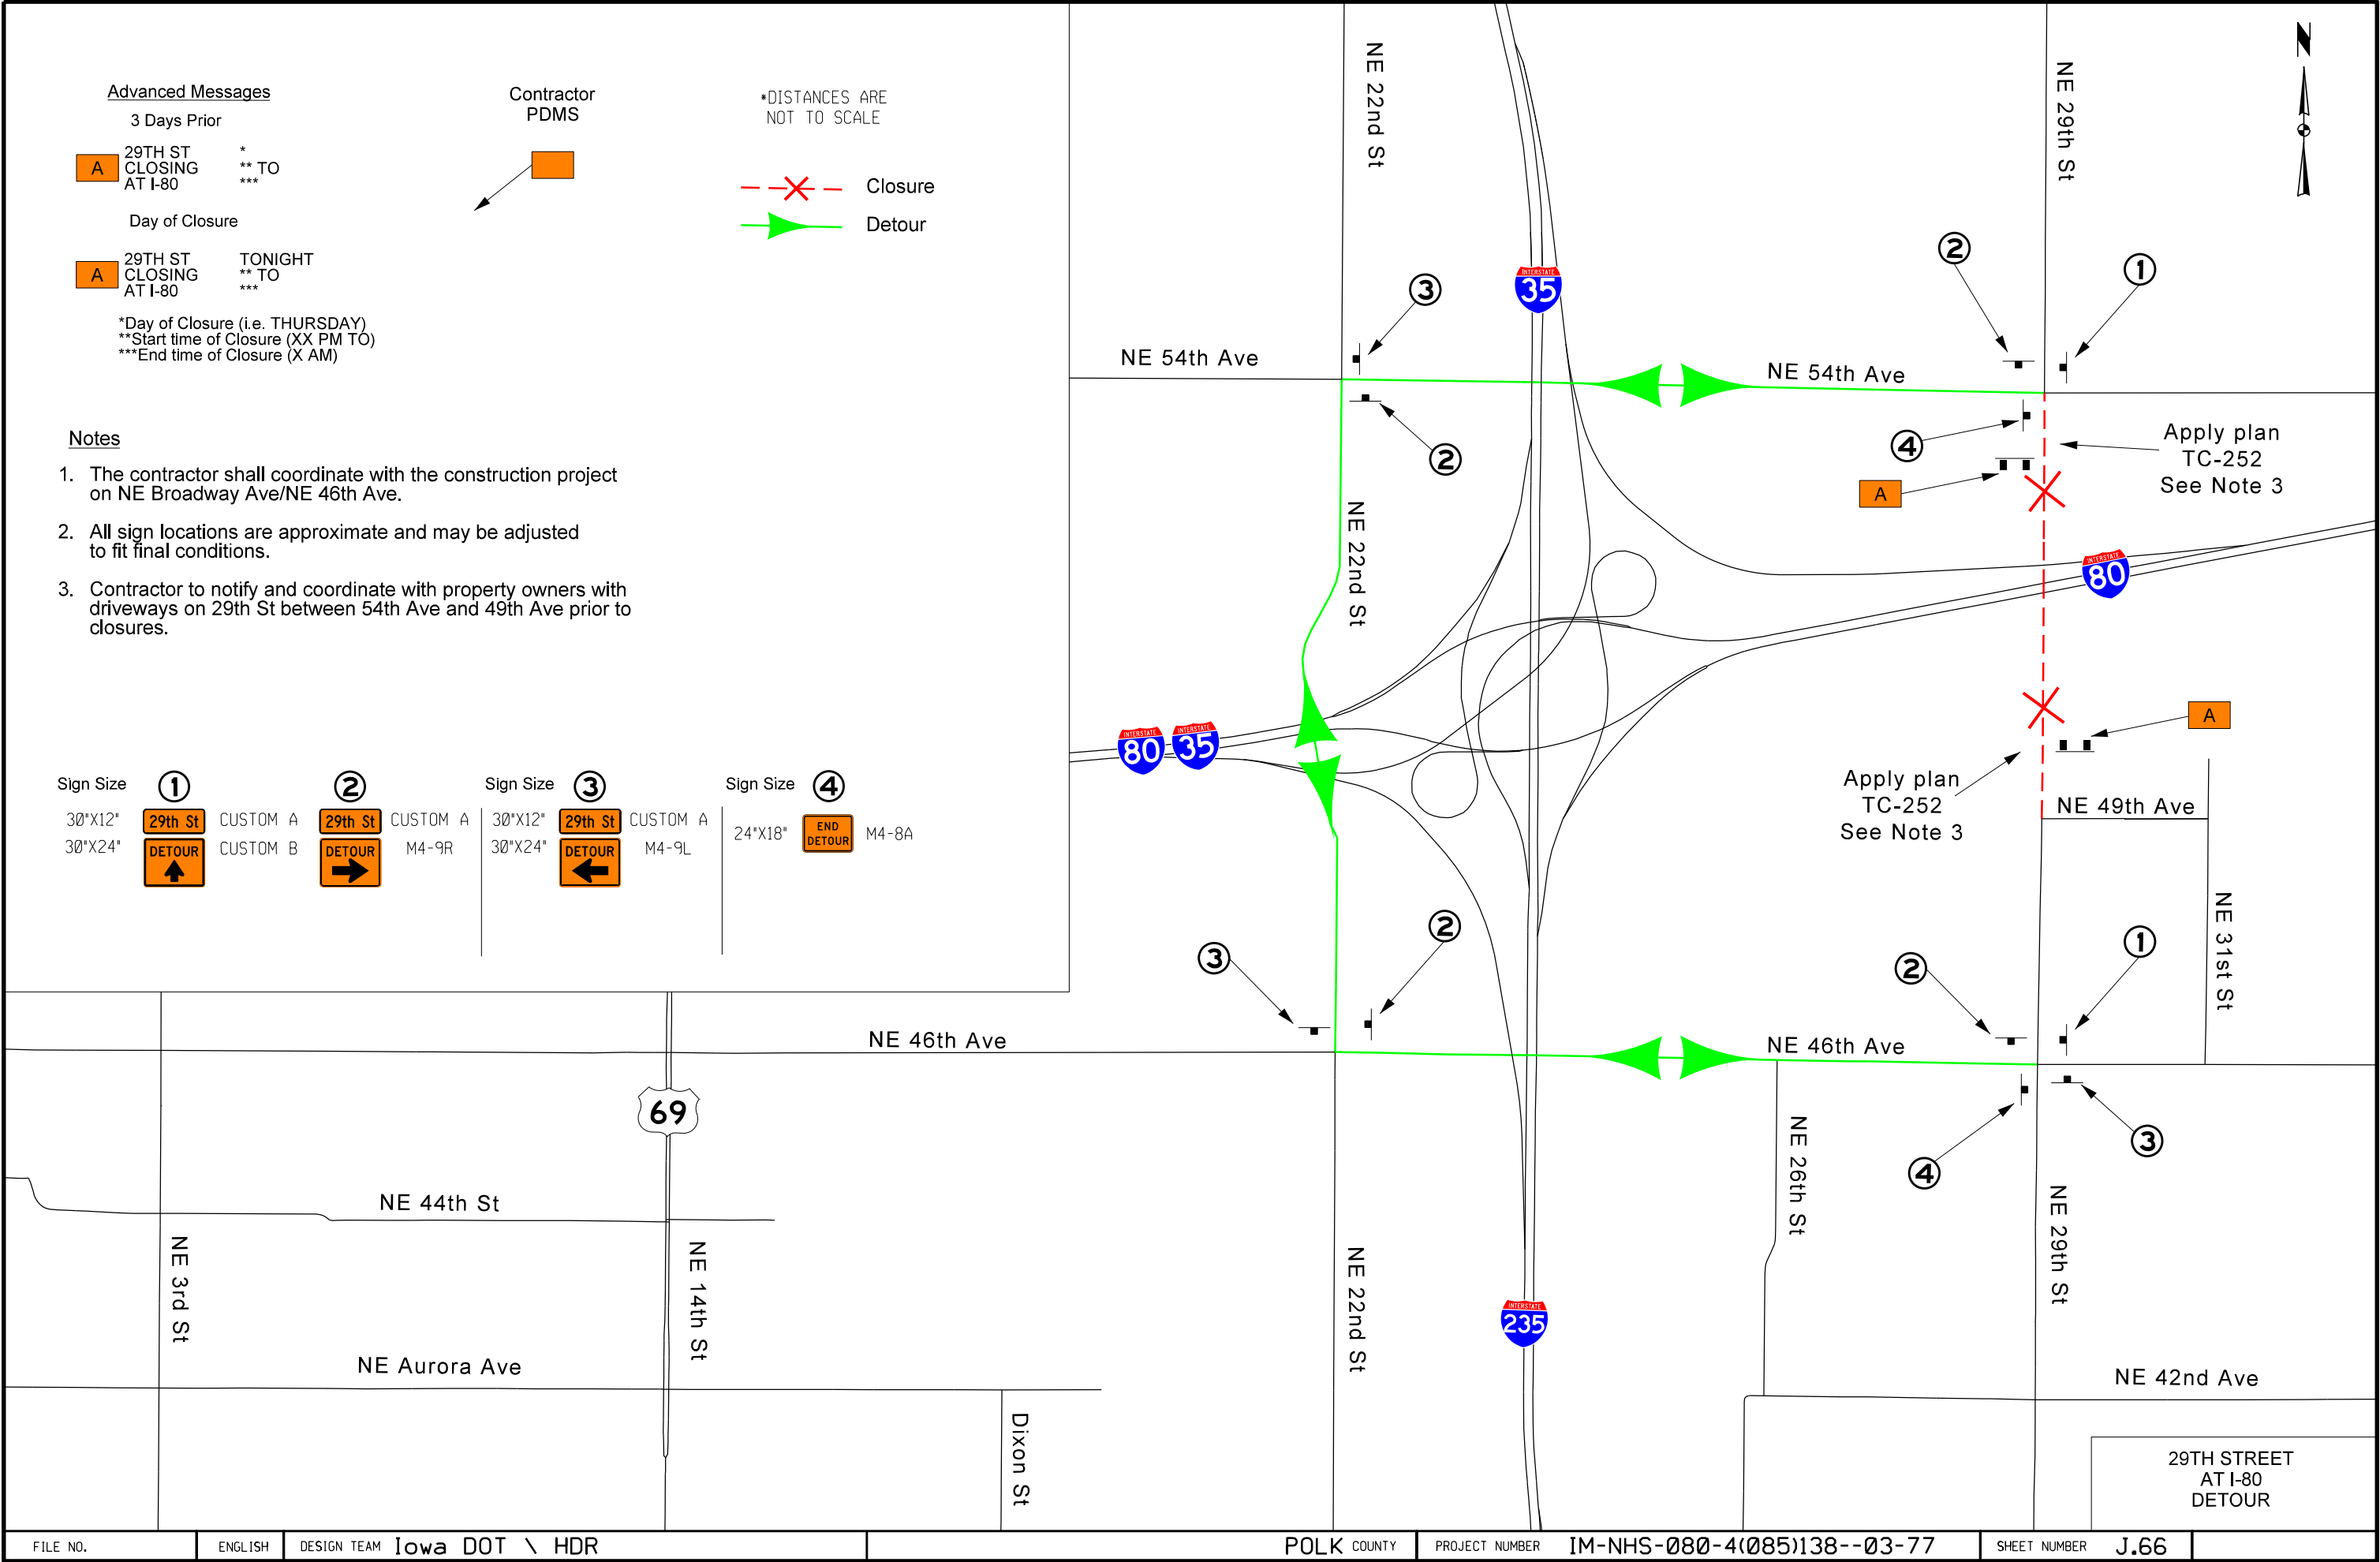 Advanced Messages
3 Days Prior
A
29TH ST *
CLOSING ** TO
AT I-80 ***
Day of Closure
A
29TH ST TONIGHT
CLOSING ** TO
AT I-80 ***
*Day of Closure (i.e. THURSDAY)
**Start time of Closure (XX PM TO)
***End time of Closure (X AM)
Contractor
PDMS
*DISTANCES ARE
NOT TO SCALE
Closure
Detour
Notes
1. The contractor shall coordinate with the construction project
on NE Broadway Ave/NE 46th Ave.
2. All sign locations are approximate and may be adjusted
to fit final conditions.
3. Contractor to notify and coordinate with property owners with
driveways on 29th St between 54th Ave and 49th Ave prior to
closures.
Sign Size 1 2 Sign Size 3 Sign Size 4
30"X12" 29th St CUSTOM A 29th St CUSTOM A 30"X12" 29th St CUSTOM A
30"X24" DETOUR CUSTOM B DETOUR M4-9R 30"X24" DETOUR M4-9L
24"X18" END DETOUR M4-8A
NE 22nd St
NE 29th St
N
INTERSTATE
35
3
2
1
NE 54th Ave
NE 54th Ave
2
4
A
Apply plan
TC-252
See Note 3
NE 22nd St
INTERSTATE
80
INTERSTATE
80
INTERSTATE
35
A
Apply plan
TC-252
See Note 3
NE 49th Ave
NE 31st St
3
2
2
1
NE 46th Ave
NE 46th Ave
69
4
3
NE 44th St
NE 26th St
NE 29th St
NE 3rd St
NE 14th St
NE 22nd St
INTERSTATE
235
NE Aurora Ave
NE 42nd Ave
Dixon St
29TH STREET
AT I-80
DETOUR
FILE NO. ENGLISH DESIGN TEAM Iowa DOT \ HDR POLK COUNTY PROJECT NUMBER IM-NHS-080-4(085)138--03-77 SHEET NUMBER J.66